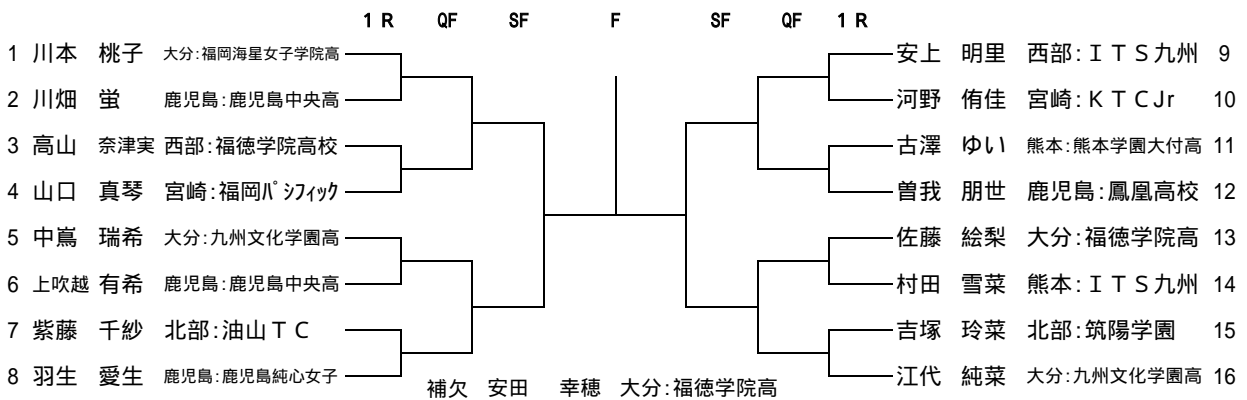 1 R QF SF F SF QF 1 R
1 川本 桃子 大分:福岡海星女子学院高
2 川畑 蛍 鹿児島:鹿児島中央高
3 高山 奈津実 西部:福徳学院高校
4 山口 真琴 宮崎:福岡ﾊﾟｼﾌｨｯｸ
5 中嶌 瑞希 大分:九州文化学園高
6 上吹越 有希 鹿児島:鹿児島中央高
7 紫藤 千紗 北部:油山ＴＣ
8 羽生 愛生 鹿児島:鹿児島純心女子
安上 明里 西部:ＩＴＳ九州 9
河野 侑佳 宮崎:ＫＴＣJr 10
古澤 ゆい 熊本:熊本学園大付高 11
曽我 朋世 鹿児島:鳳凰高校 12
佐藤 絵梨 大分:福徳学院高 13
村田 雪菜 熊本:ＩＴＳ九州 14
吉塚 玲菜 北部:筑陽学園 15
江代 純菜 大分:九州文化学園高 16
補欠 安田 幸穂 大分:福徳学院高